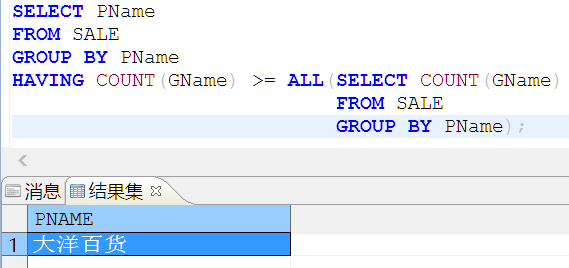 SELECT PName
FROM SALE
GROUP BY PName
HAVING COUNT(GName) >= ALL(SELECT COUNT(GName)
FROM SALE
GROUP BY PName);
消息 结果集
PNAME
1 大洋百货